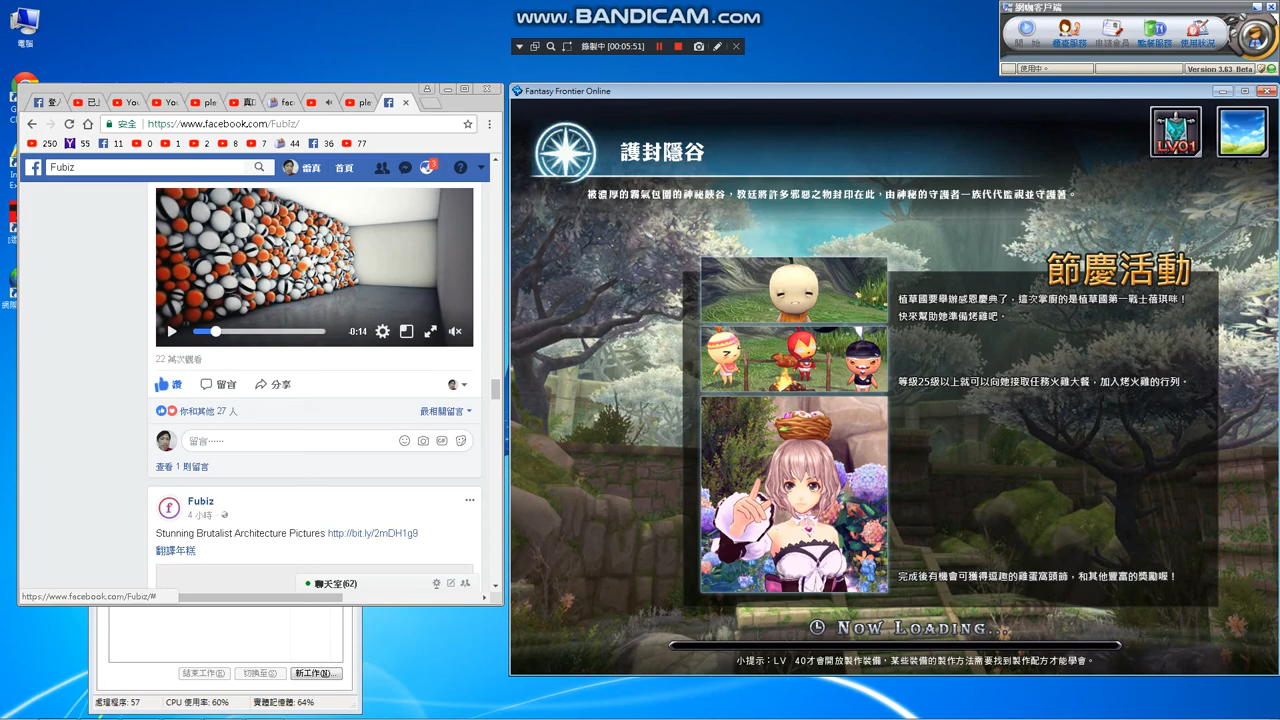 www.BANDICAM.com
錄製中 [00:05:51]
網咖客戶端
開 始
櫃臺服務
申請會員
點餐服務
使用狀況
使用中。
Version 3.63 Beta
電腦
安全 https://www.facebook.com/Fubiz/
250 55 11 0 1 2 8 7 44 36 77
Fubiz
雷真 首頁
3
-0:14
22 萬次觀看
讚 留言 分享
你和其他 27 人
最相關留言
留言......
查看 1 則留言
Fubiz
4 小時
Stunning Brutalist Architecture Pictures http://bit.ly/2mDH1g9
翻譯年糕
聊天室(62)
https://www.facebook.com/Fubiz/#
結束工作(E) 切換至(S) 新工作(N)...
處理程序: 57 CPU 使用率: 60% 實體記憶體: 64%
Fantasy Frontier Online
護封隱谷
LV01
被濃厚的霧氣包圍的神祕峽谷，教廷將許多邪惡之物封印在此，由神秘的守護者一族代代監視並守護著。
節慶活動
植草國要舉辦感恩慶典了，這次掌廚的是植草國第一戰士蓓琪咪！
快來幫助她準備烤雞吧。
等級25級以上就可以向她接取任務火雞大餐，加入烤火雞的行列。
完成後有機會可獲得逗趣的雞蛋窩頭飾，和其他豐富的獎勵喔！
Now Loading...
小提示：LV 40才會開放製作裝備，某些裝備的製作方法需要找到製作配方才能學會。